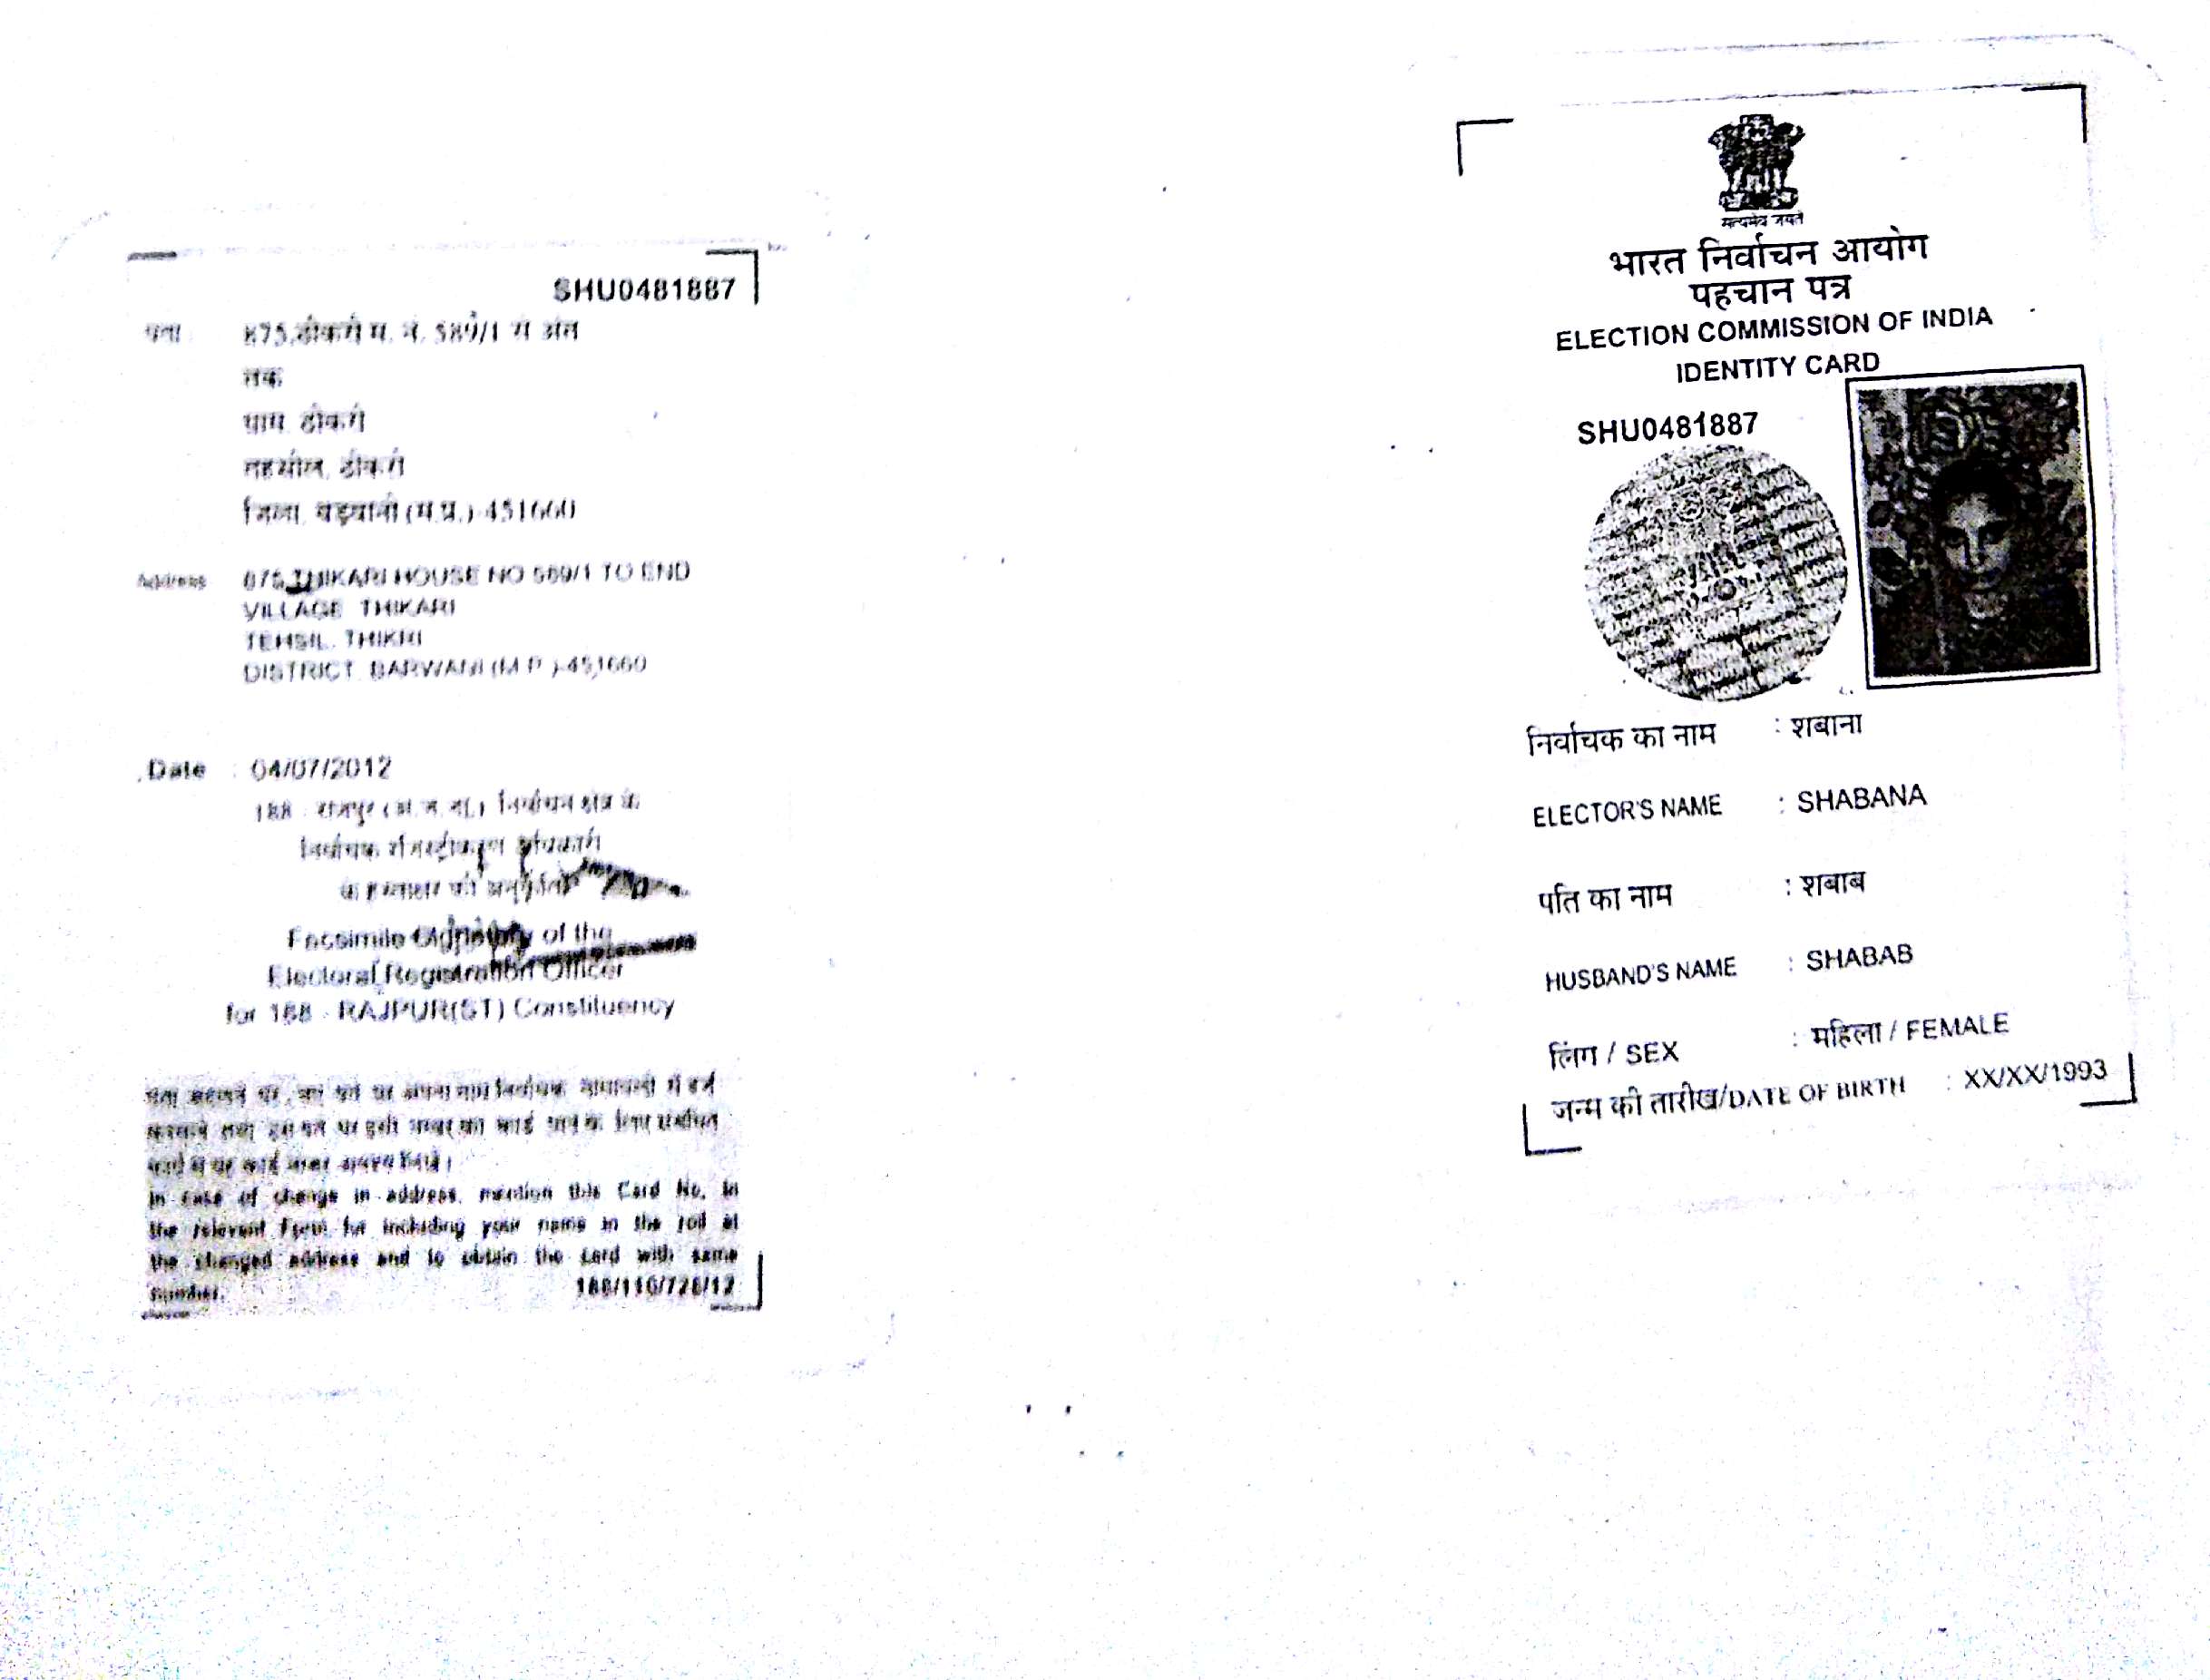 SHU0481887
पता
875,ठीकरी म. नं. 589/1 से अंत
तक
ग्राम, ठीकरी
तहसील, ठीकरी
जिला, बड़वानी (म.प्र.)-451660
Address 875,THIKARI HOUSE NO 589/1 TO END
VILLAGE THIKARI
TEHSIL, THIKRI
DISTRICT BARWANI (M.P.)-451660
Date : 04/07/2012
188 - राजपुर (अ.ज.जा.) निर्वाचन क्षेत्र के
निर्वाचक रजिस्ट्रीकरण अधिकारी
के हस्ताक्षर की अनुकृति
Facsimile Signature of the
Electoral Registration Officer
for 188 - RAJPUR(ST) Constituency
In case of change in address, mention this Card No. in
the relevant Form for including your name in the roll at
the changed address and to obtain the card with same
number.
188/110/728/12
सत्यमेव जयते
भारत निर्वाचन आयोग
पहचान पत्र
ELECTION COMMISSION OF INDIA
IDENTITY CARD
SHU0481887
निर्वाचक का नाम : शबाना
ELECTOR'S NAME : SHABANA
पति का नाम : शबाब
HUSBAND'S NAME : SHABAB
लिंग / SEX : महिला / FEMALE
जन्म की तारीख/DATE OF BIRTH : XX/XX/1993